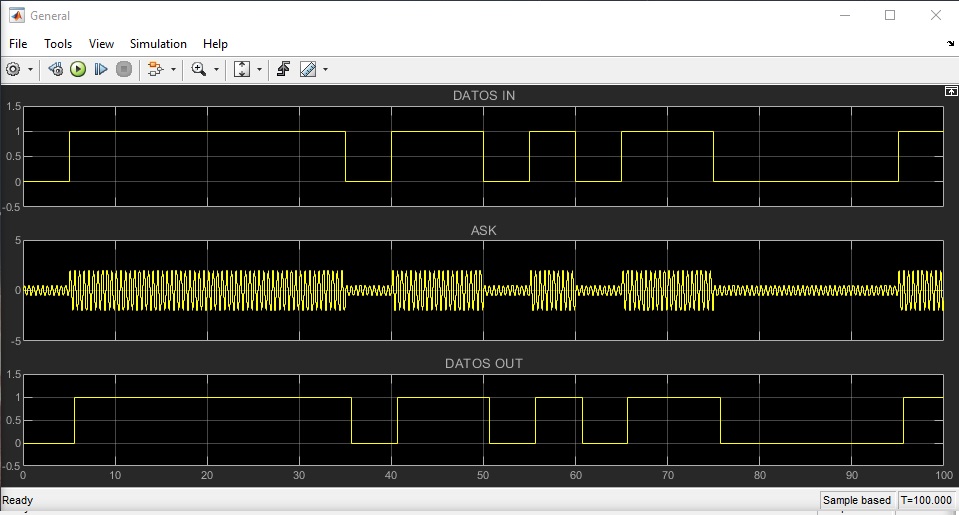 General
File Tools View Simulation Help
DATOS IN
1.5
1
0.5
0
-0.5
ASK
5
0
-5
DATOS OUT
1.5
1
0.5
0
-0.5
0 10 20 30 40 50 60 70 80 90 100
Ready Sample based T=100.000